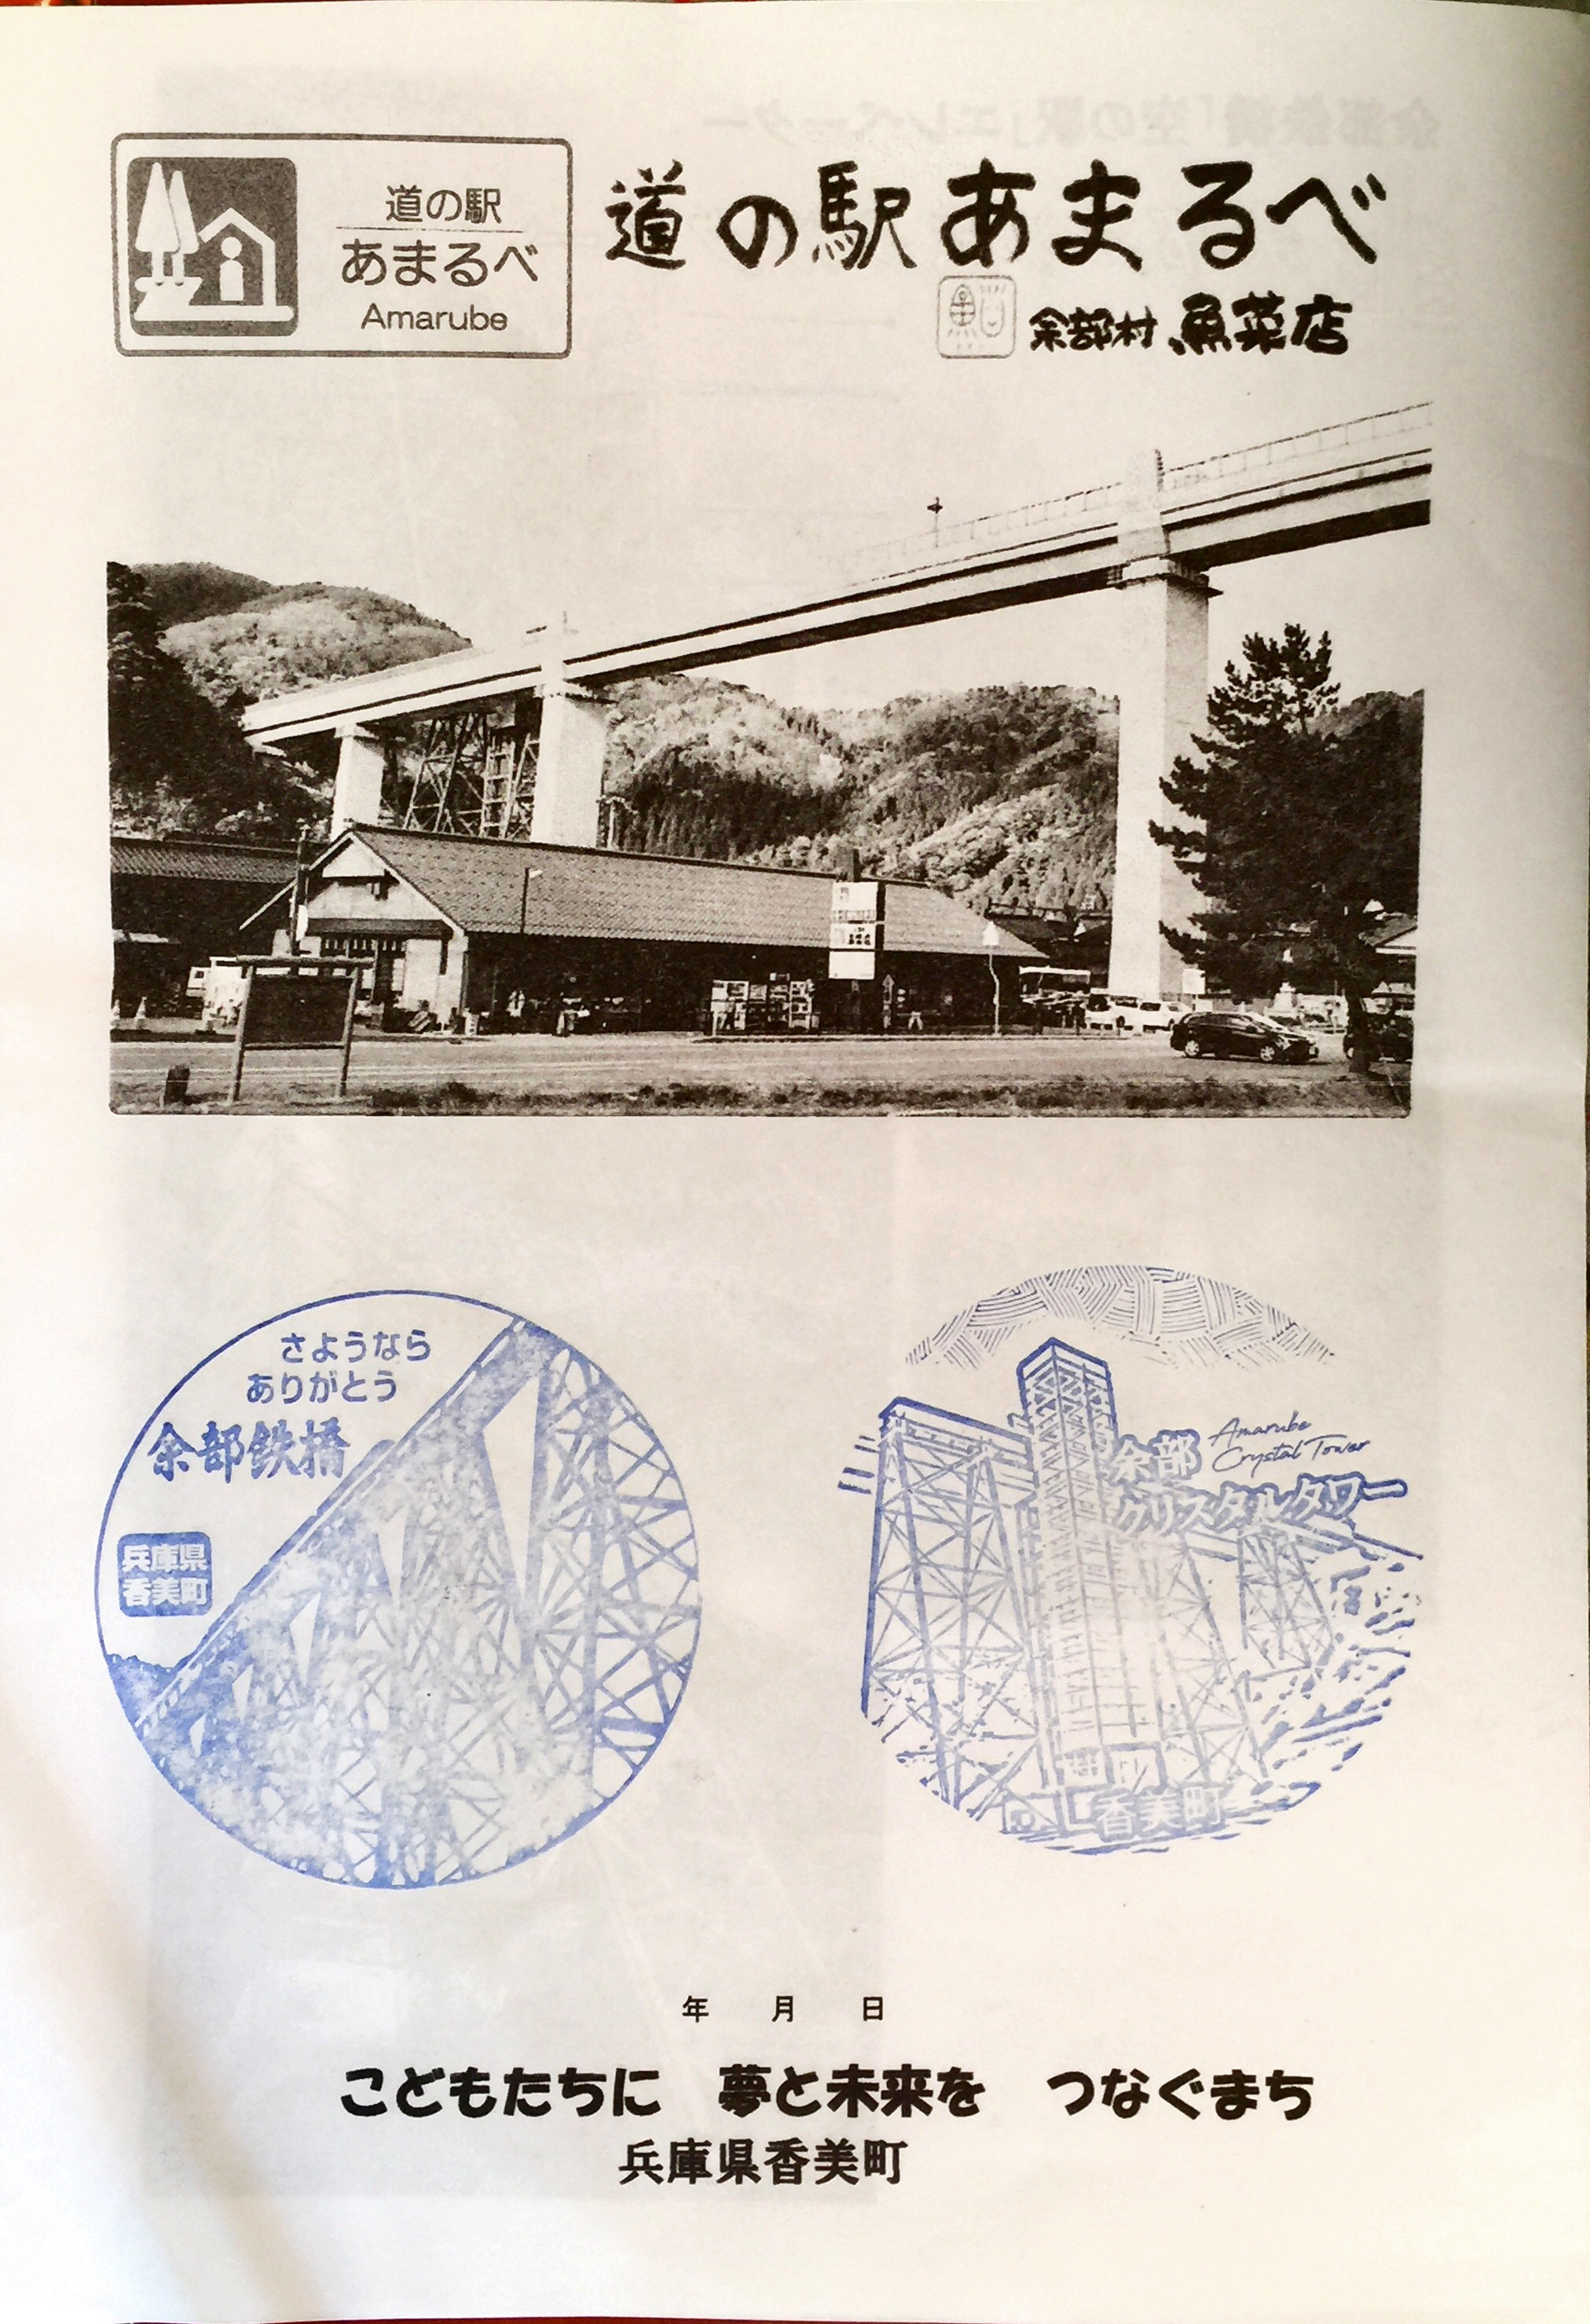 道の駅
あまるべ
Amarube
道の駅あまるべ
余部村、魚菜店
さようなら
ありがとう
余部鉄橋
兵庫県
香美町
余部
Amarube
Crystal Tower
クリスタルタワー
香美町
年 月 日
こどもたちに 夢と未来を つなぐまち
兵庫県香美町